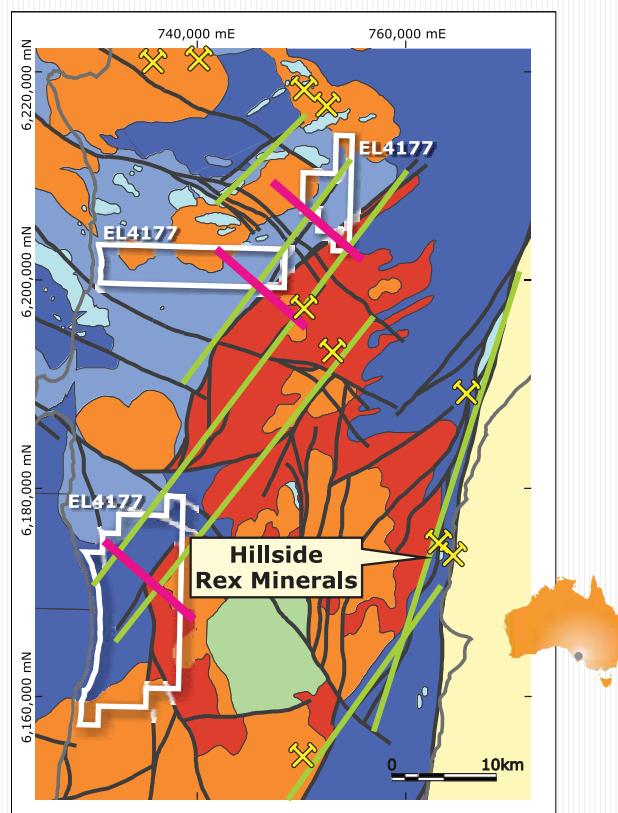 740,000 mE
760,000 mE
6,220,000 mN
EL4177
EL4177
6,200,000 mN
6,180,000 mN
EL4177
Hillside
Rex Minerals
6,160,000 mN
0
10km